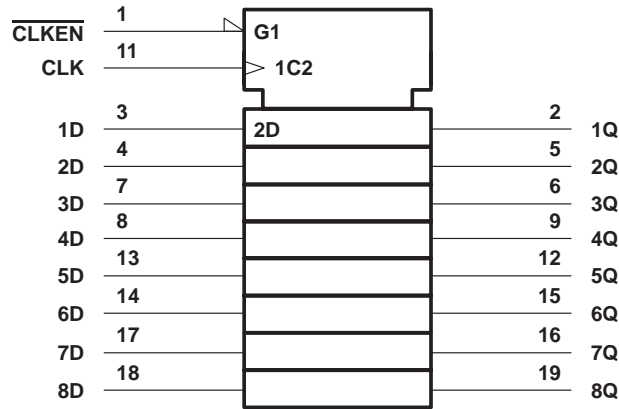 CLKEN 1 G1
CLK 11 1C2
1D 3 2D 2 1Q
2D 4 5 2Q
3D 7 6 3Q
4D 8 9 4Q
5D 13 12 5Q
6D 14 15 6Q
7D 17 16 7Q
8D 18 19 8Q